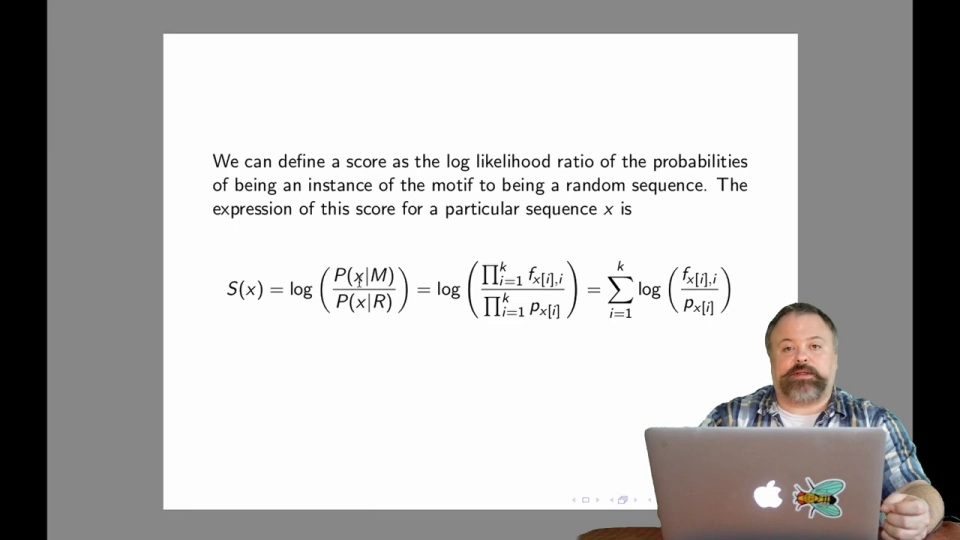 We can define a score as the log likelihood ratio of the probabilities
of being an instance of the motif to being a random sequence. The
expression of this score for a particular sequence x is
S(x) = log ( P(x|M) / P(x|R) ) = log ( ∏_{i=1}^{k} f_{x[i],i} / ∏_{i=1}^{k} p_{x[i]} ) = ∑_{i=1}^{k} log ( f_{x[i],i} / p_{x[i]} )